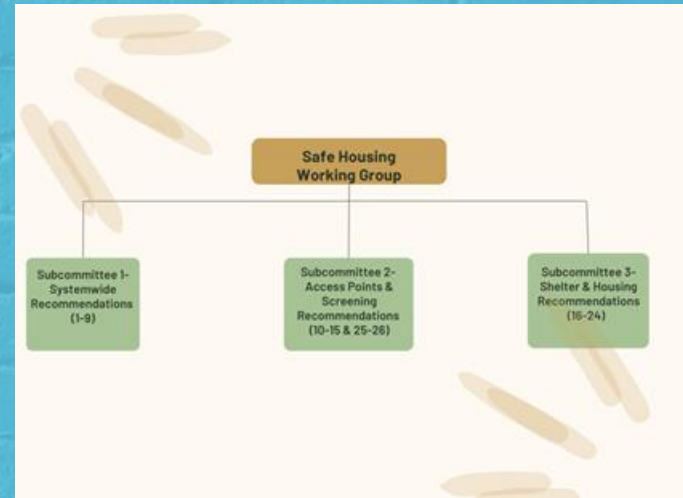 Safe Housing
Working Group
Subcommittee 1-
Systemwide
Recommendations
(1-9)
Subcommittee 2-
Access Points &
Screening
Recommendations
(10-15 & 25-26)
Subcommittee 3-
Shelter & Housing
Recommendations
(16-24)